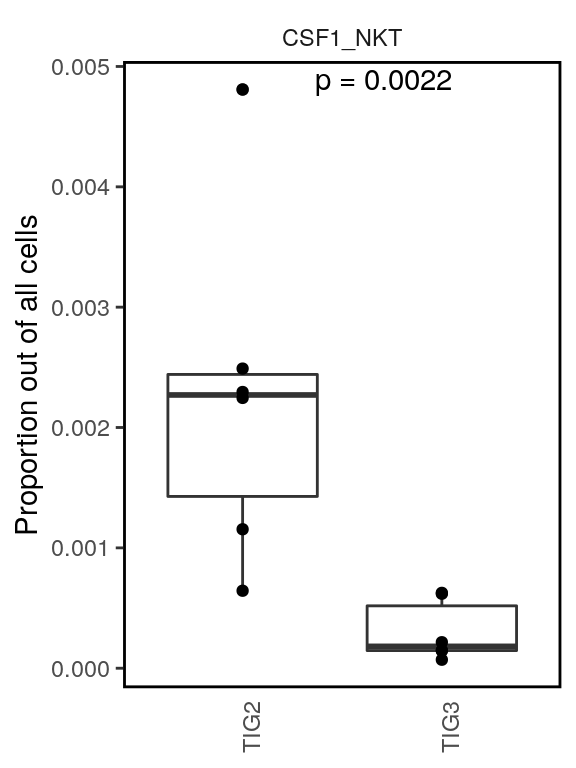 CSF1_NKT
p = 0.0022
Proportion out of all cells
0.005
0.004
0.003
0.002
0.001
0.000
TIG2
TIG3